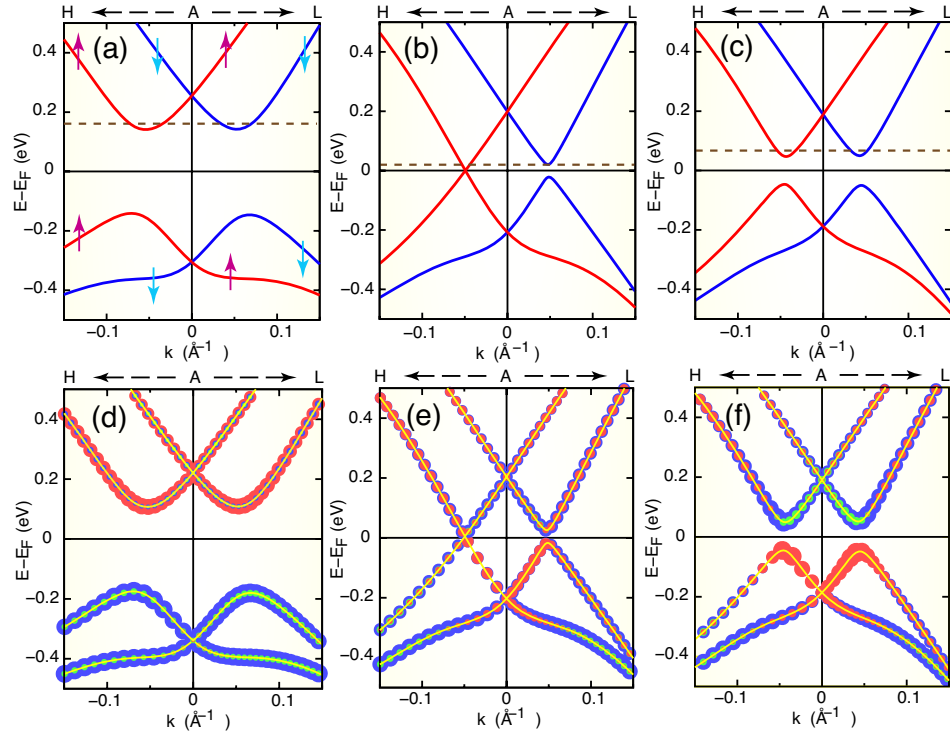 H A L H A L H A L
(a) (b) (c)
0.4 0.4 0.4
0.2 0.2 0.2
0 0 0
−0.2 −0.2 −0.2
−0.4 −0.4 −0.4
E−E_F (eV) E−E_F (eV) E−E_F (eV)
−0.1 0 0.1 −0.1 0 0.1 −0.1 0 0.1
k (Å⁻¹) k (Å⁻¹) k (Å⁻¹)
H A L H A L H A L
(d) (e) (f)
0.4 0.4 0.4
0.2 0.2 0.2
0 0 0
−0.2 −0.2 −0.2
−0.4 −0.4 −0.4
E−E_F (eV) E−E_F (eV) E−E_F (eV)
−0.1 0 0.1 −0.1 0 0.1 −0.1 0 0.1
k (Å⁻¹) k (Å⁻¹) k (Å⁻¹)